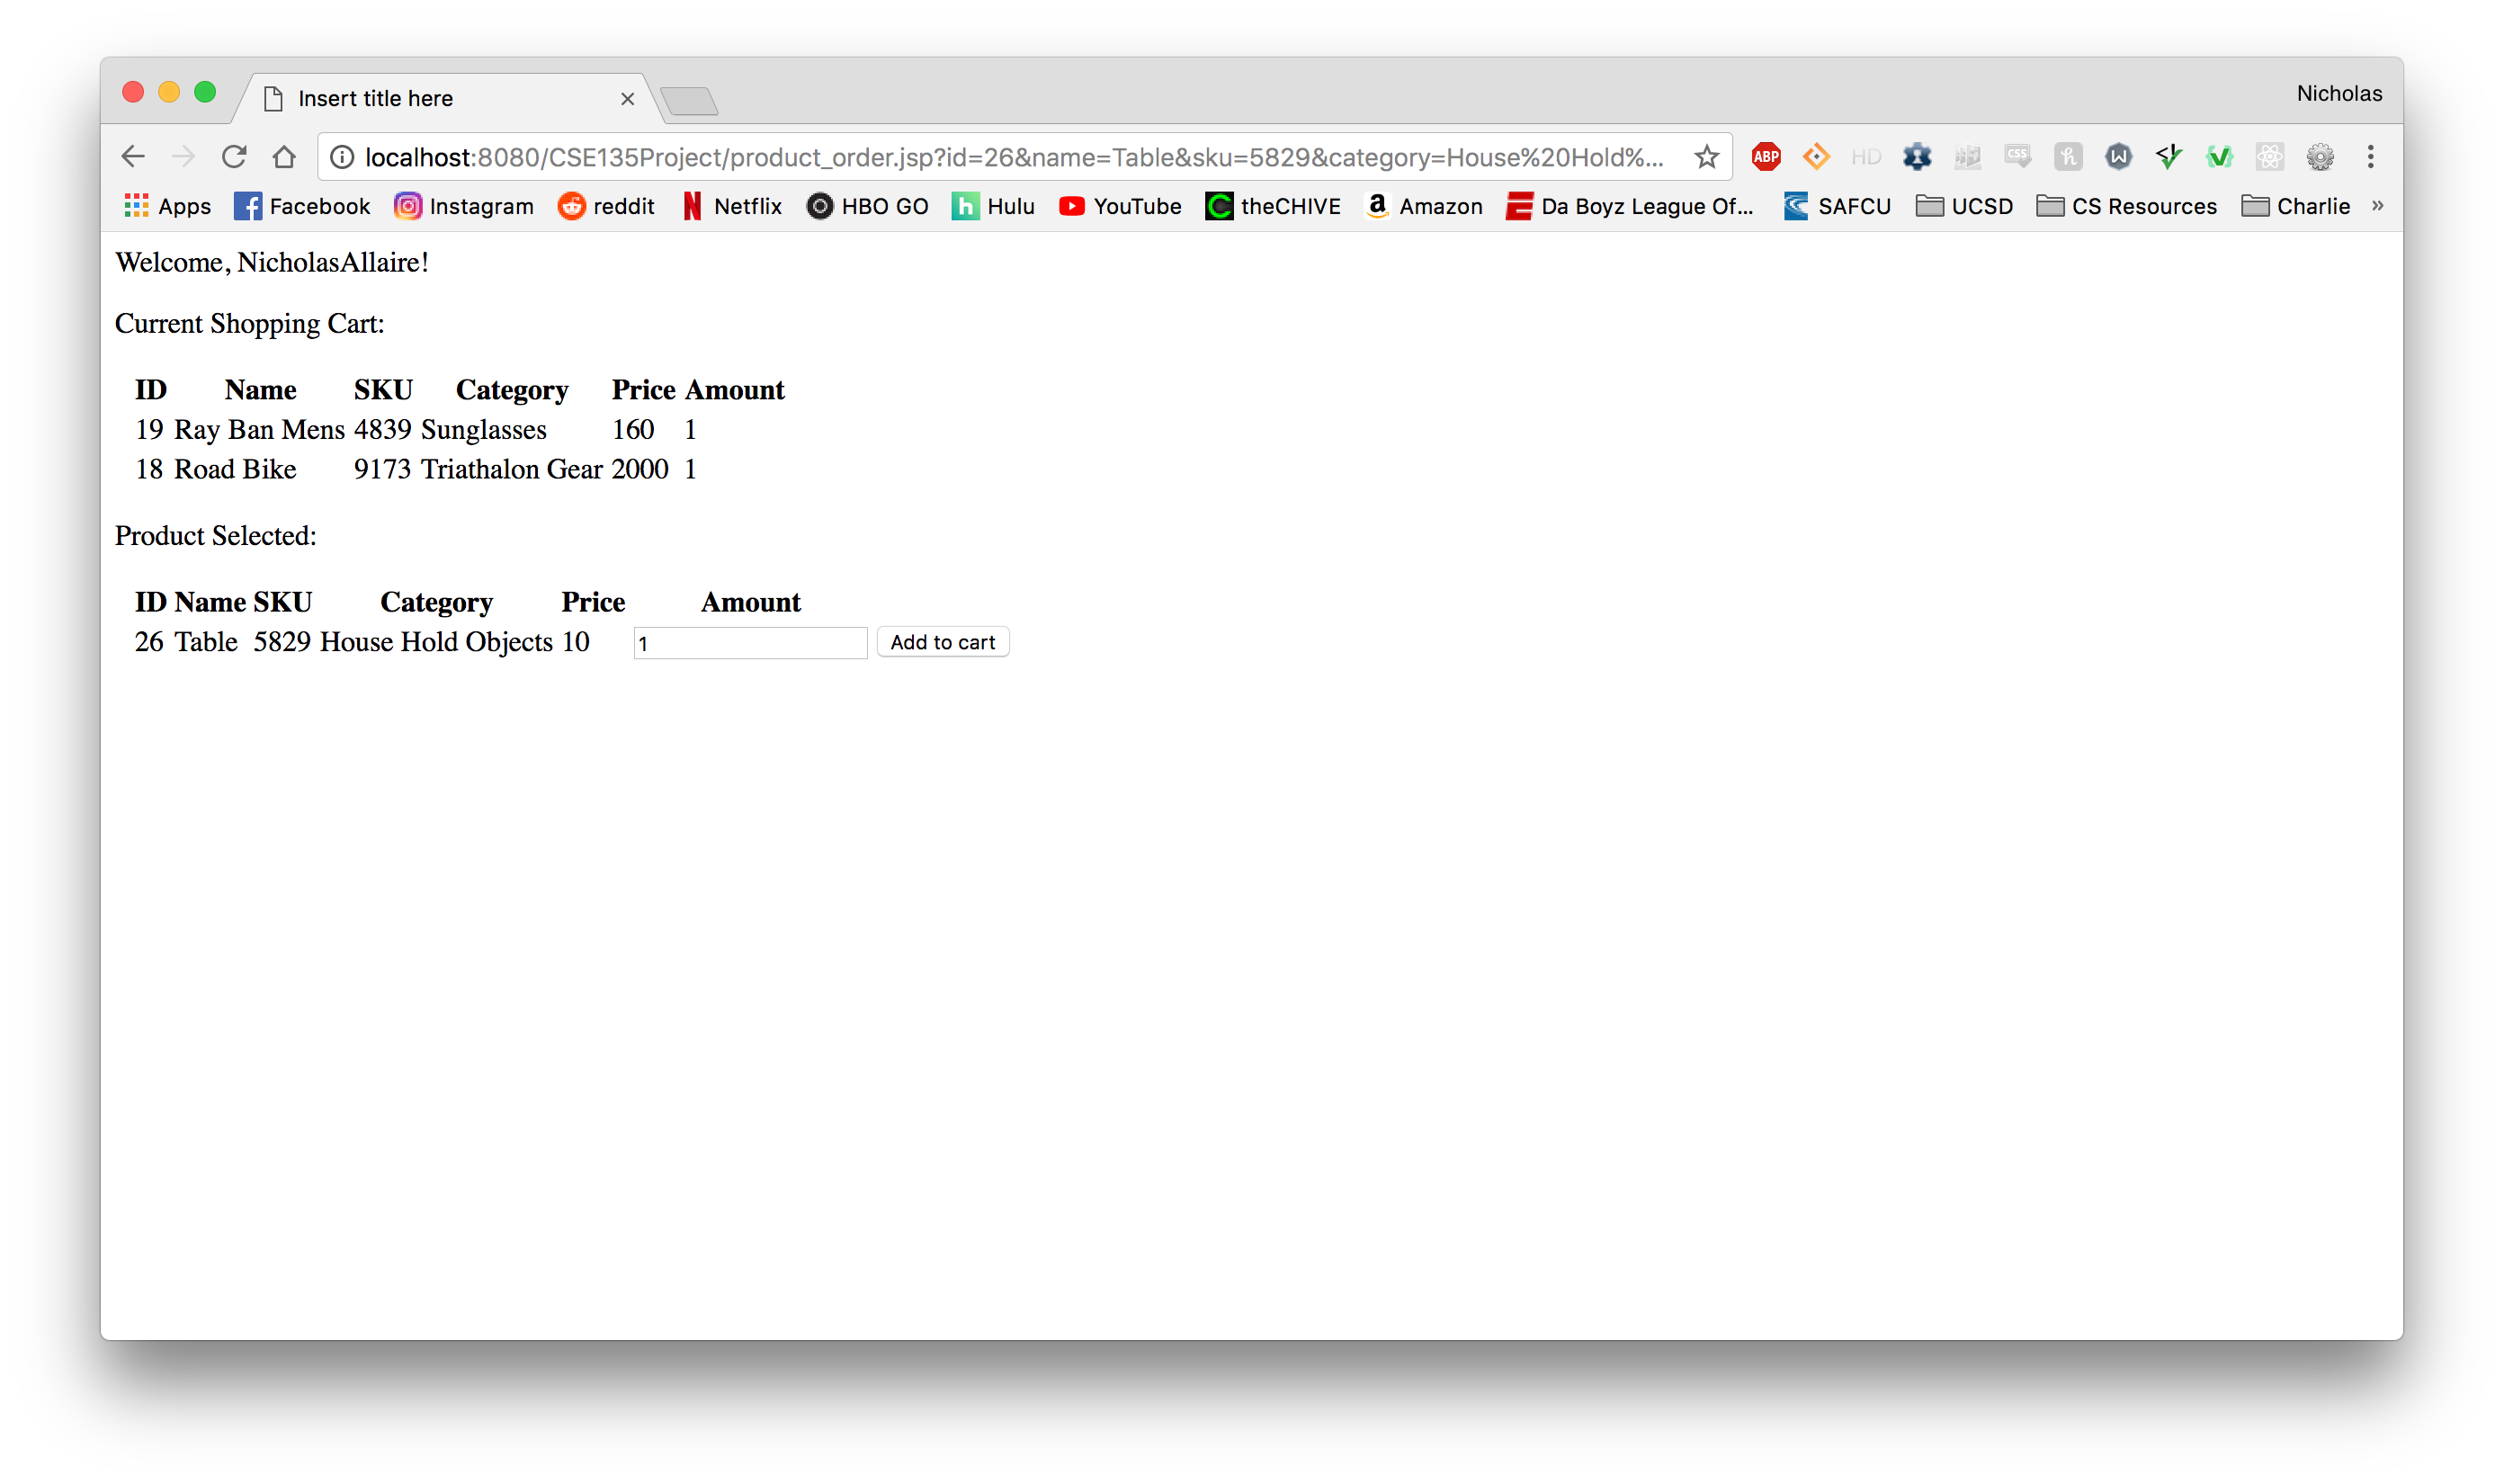 Insert title here
Nicholas
localhost:8080/CSE135Project/product_order.jsp?id=26&name=Table&sku=5829&category=House%20Hold%...
ABP HD CSS
Apps Facebook Instagram reddit Netflix HBO GO Hulu YouTube theCHIVE Amazon Da Boyz League Of... SAFCU UCSD CS Resources Charlie »
Welcome, NicholasAllaire!
Current Shopping Cart:
ID Name SKU Category Price Amount
19 Ray Ban Mens 4839 Sunglasses 160 1
18 Road Bike 9173 Triathalon Gear 2000 1
Product Selected:
ID Name SKU Category Price Amount
26 Table 5829 House Hold Objects 10 1 Add to cart